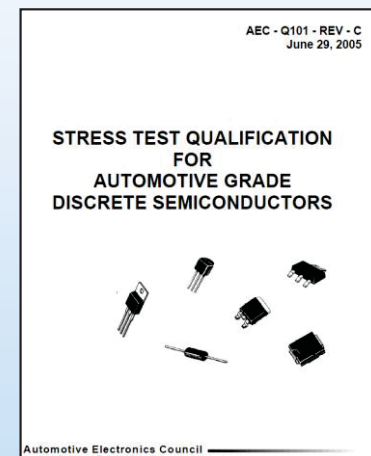 AEC - Q101 - REV - C
June 29, 2005
STRESS TEST QUALIFICATION
FOR
AUTOMOTIVE GRADE
DISCRETE SEMICONDUCTORS
Automotive Electronics Council